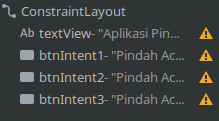 ConstraintLayout
Ab textView- "Aplikasi Pin...
btnIntent1- "Pindah Ac...
btnIntent2- "Pindah Ac...
btnIntent3- "Pindah Ac...